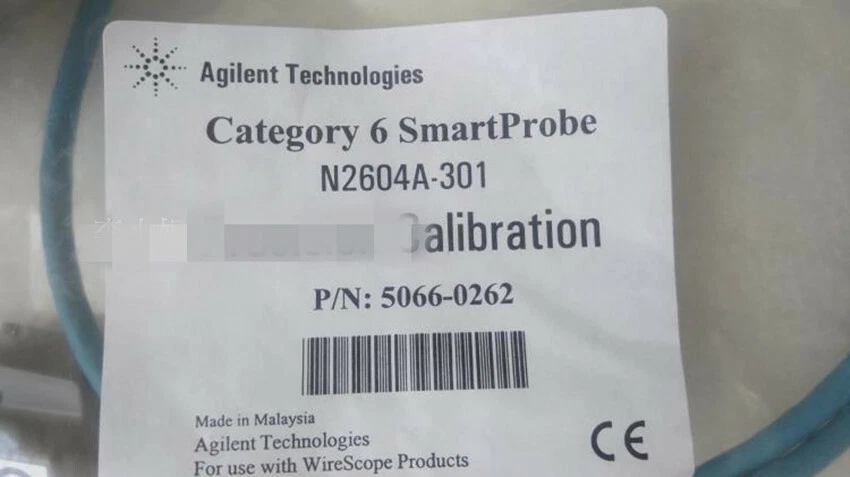 Agilent Technologies
Category 6 SmartProbe
N2604A-301
Calibration
P/N: 5066-0262
Made in Malaysia
Agilent Technologies
For use with WireScope Products
CE